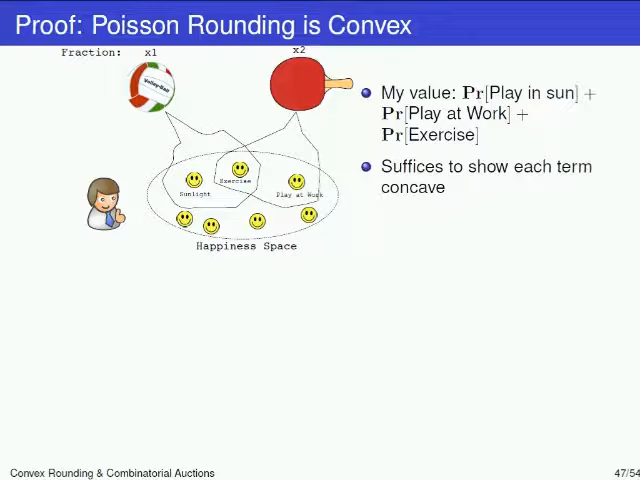 Proof: Poisson Rounding is Convex
Fraction: x1 x2
Volley-Ball
Sunlight
Exercise
Play at Work
Happiness Space
My value: Pr[Play in sun] +
Pr[Play at Work] +
Pr[Exercise]
Suffices to show each term
concave
Convex Rounding & Combinatorial Auctions
47/54